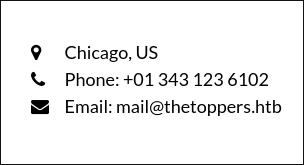 Chicago, US
Phone: +01 343 123 6102
Email: mail@thetoppers.htb